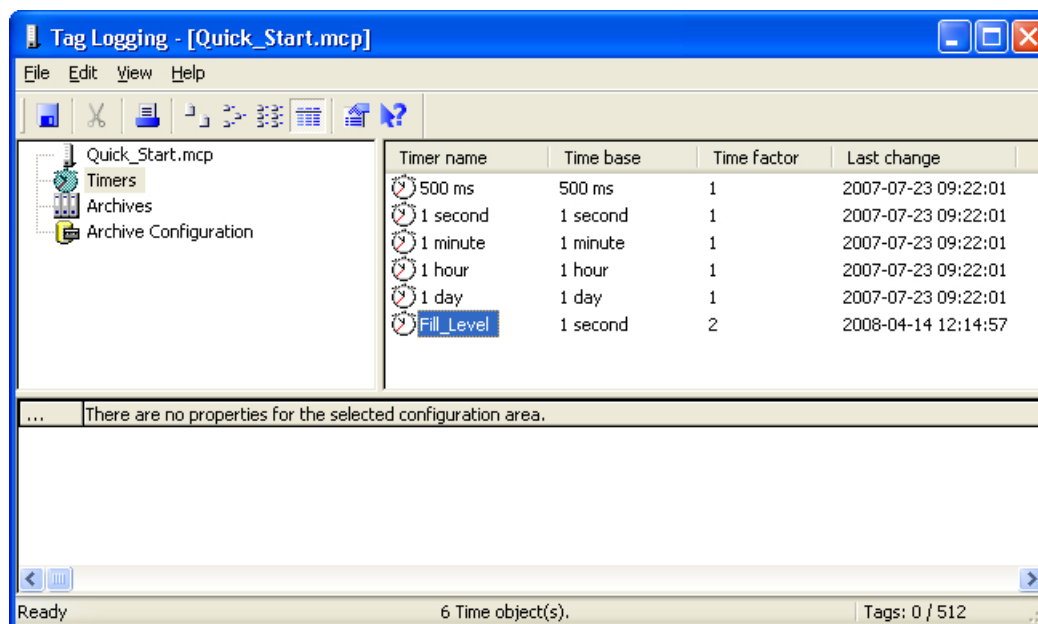 Tag Logging - [Quick_Start.mcp]
File Edit View Help
Quick_Start.mcp
Timers
Archives
Archive Configuration
Timer name Time base Time factor Last change
500 ms 500 ms 1 2007-07-23 09:22:01
1 second 1 second 1 2007-07-23 09:22:01
1 minute 1 minute 1 2007-07-23 09:22:01
1 hour 1 hour 1 2007-07-23 09:22:01
1 day 1 day 1 2007-07-23 09:22:01
Fill_Level 1 second 2 2008-04-14 12:14:57
... There are no properties for the selected configuration area.
Ready 6 Time object(s). Tags: 0 / 512